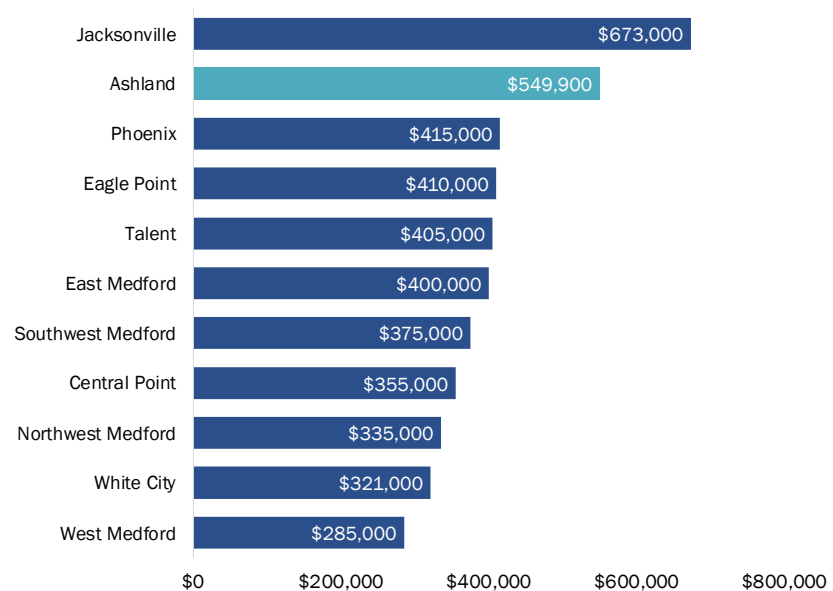 Jacksonville $673,000
Ashland $549,900
Phoenix $415,000
Eagle Point $410,000
Talent $405,000
East Medford $400,000
Southwest Medford $375,000
Central Point $355,000
Northwest Medford $335,000
White City $321,000
West Medford $285,000
$0 $200,000 $400,000 $600,000 $800,000